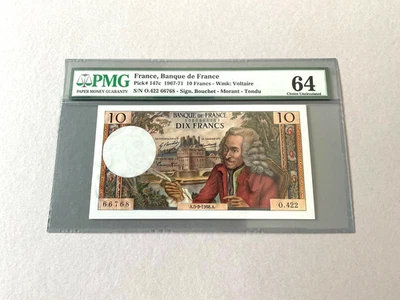 PMG
PAPER MONEY GUARANTY
France, Banque de France
Pick# 147c 1967-71 10 Francs - Wmk: Voltaire
S/N O.422 66768 - Sign. Bouchet - Morant - Tondu
64
Choice Uncirculated
10
BANQUE DE FRANCE
DIX FRANCS
10
66768
O.422